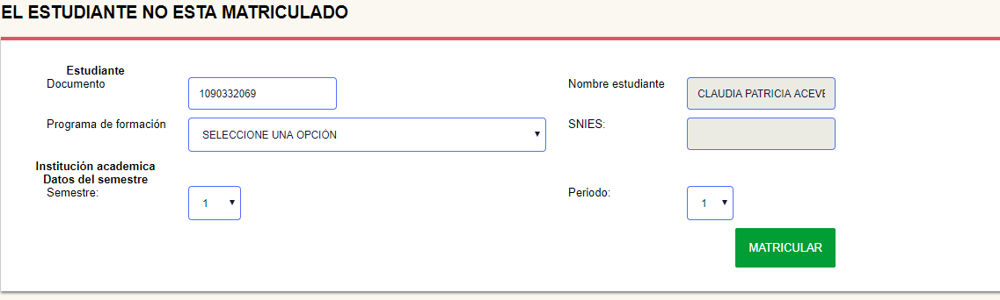 EL ESTUDIANTE NO ESTA MATRICULADO
Estudiante
Documento
1090332069
Nombre estudiante
CLAUDIA PATRICIA ACEVE
Programa de formación
SELECCIONE UNA OPCIÓN
SNIES:
Institución academica
Datos del semestre
Semestre:
1
Periodo:
1
MATRICULAR